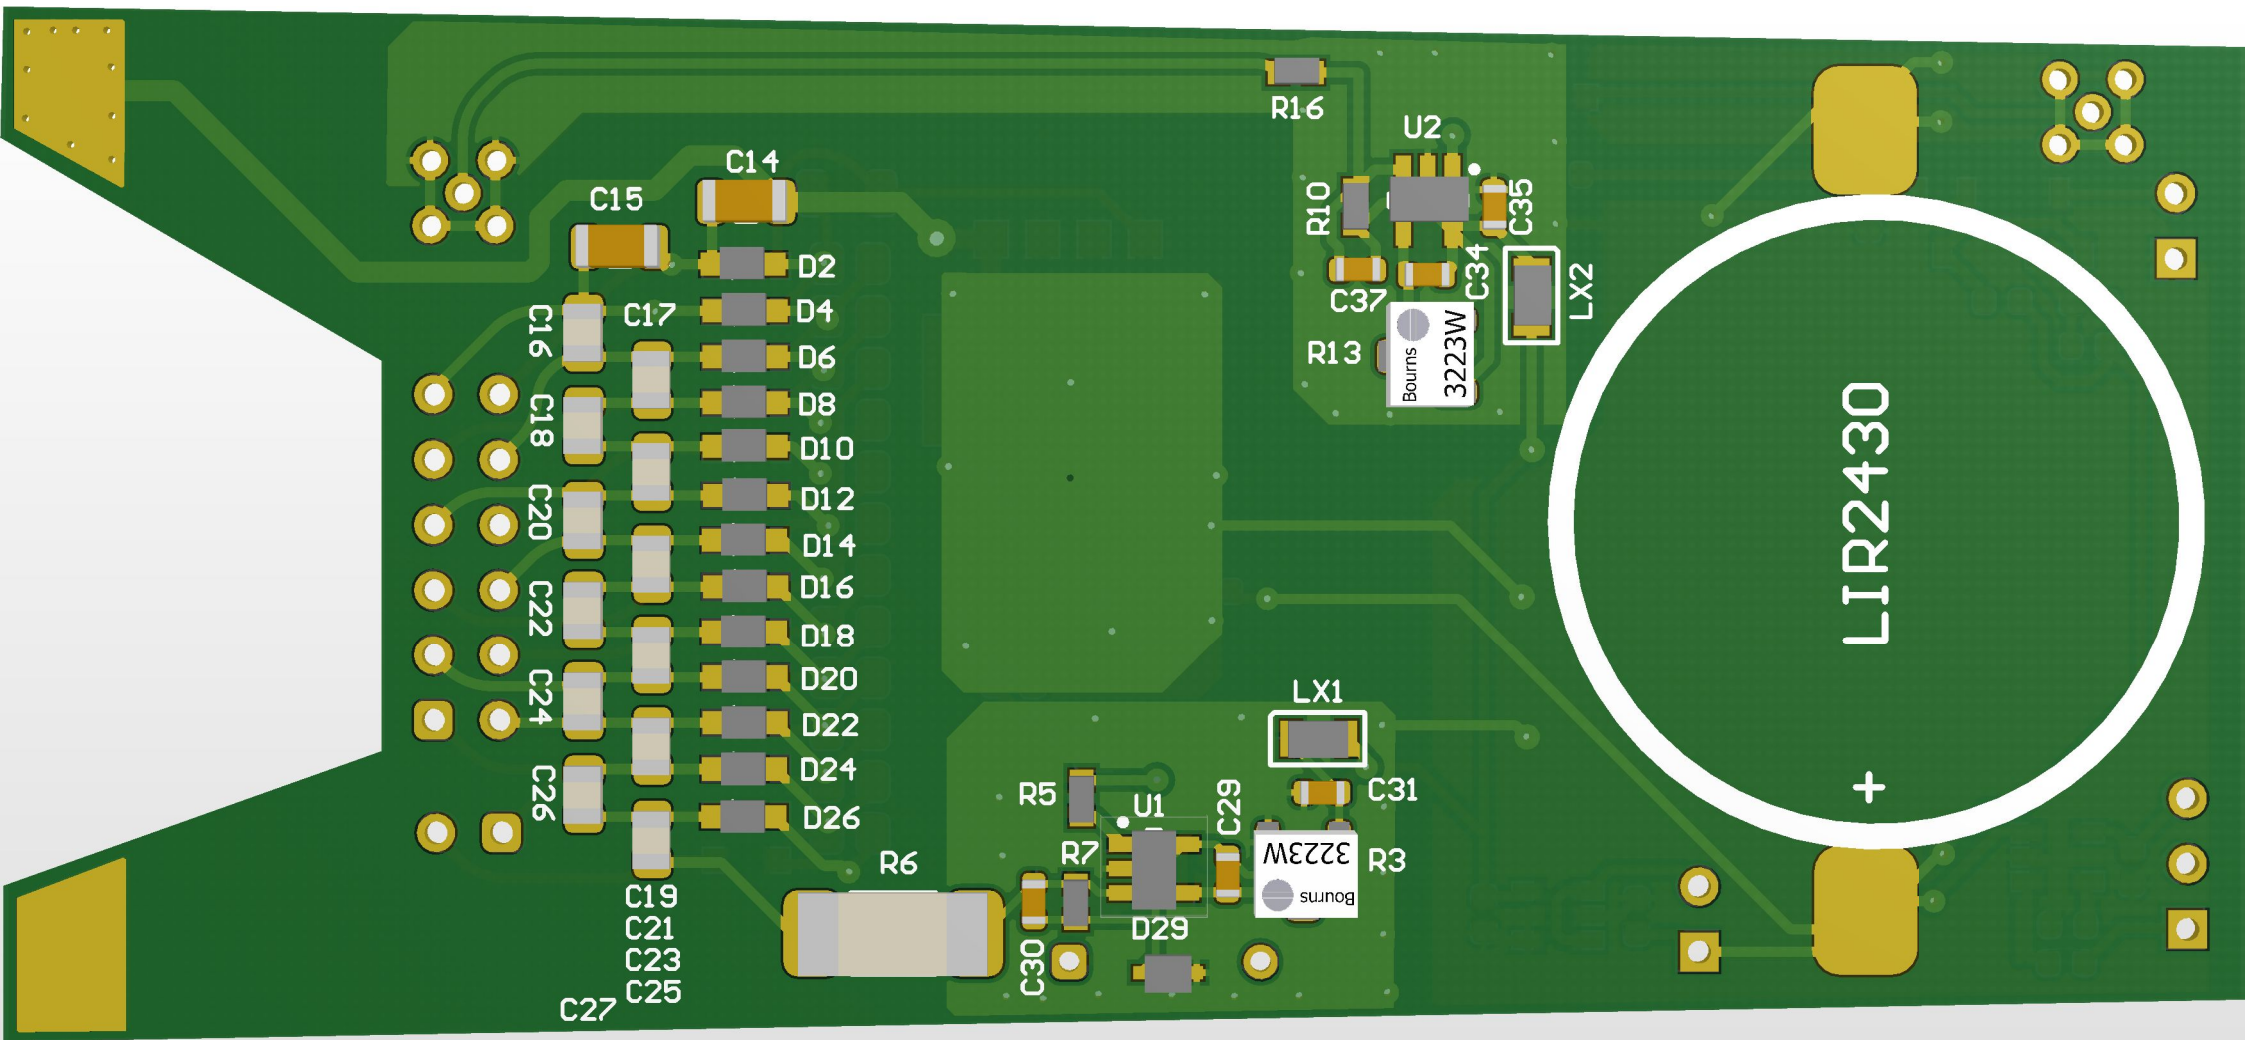 R16
U2
C14
C15
R10
C35
D2
C34
LX2
C37
D4
C16
C17
R13
Bourns
3223W
D6
D8
C18
D10
LIR2430
D12
C20
D14
D16
C22
D18
D20
C24
LX1
D22
D24
C26
+
R5
U1
C29
C31
D26
R6
R7
3223W
Bourns
R3
C19
C21
C23
C25
C27
C30
D29